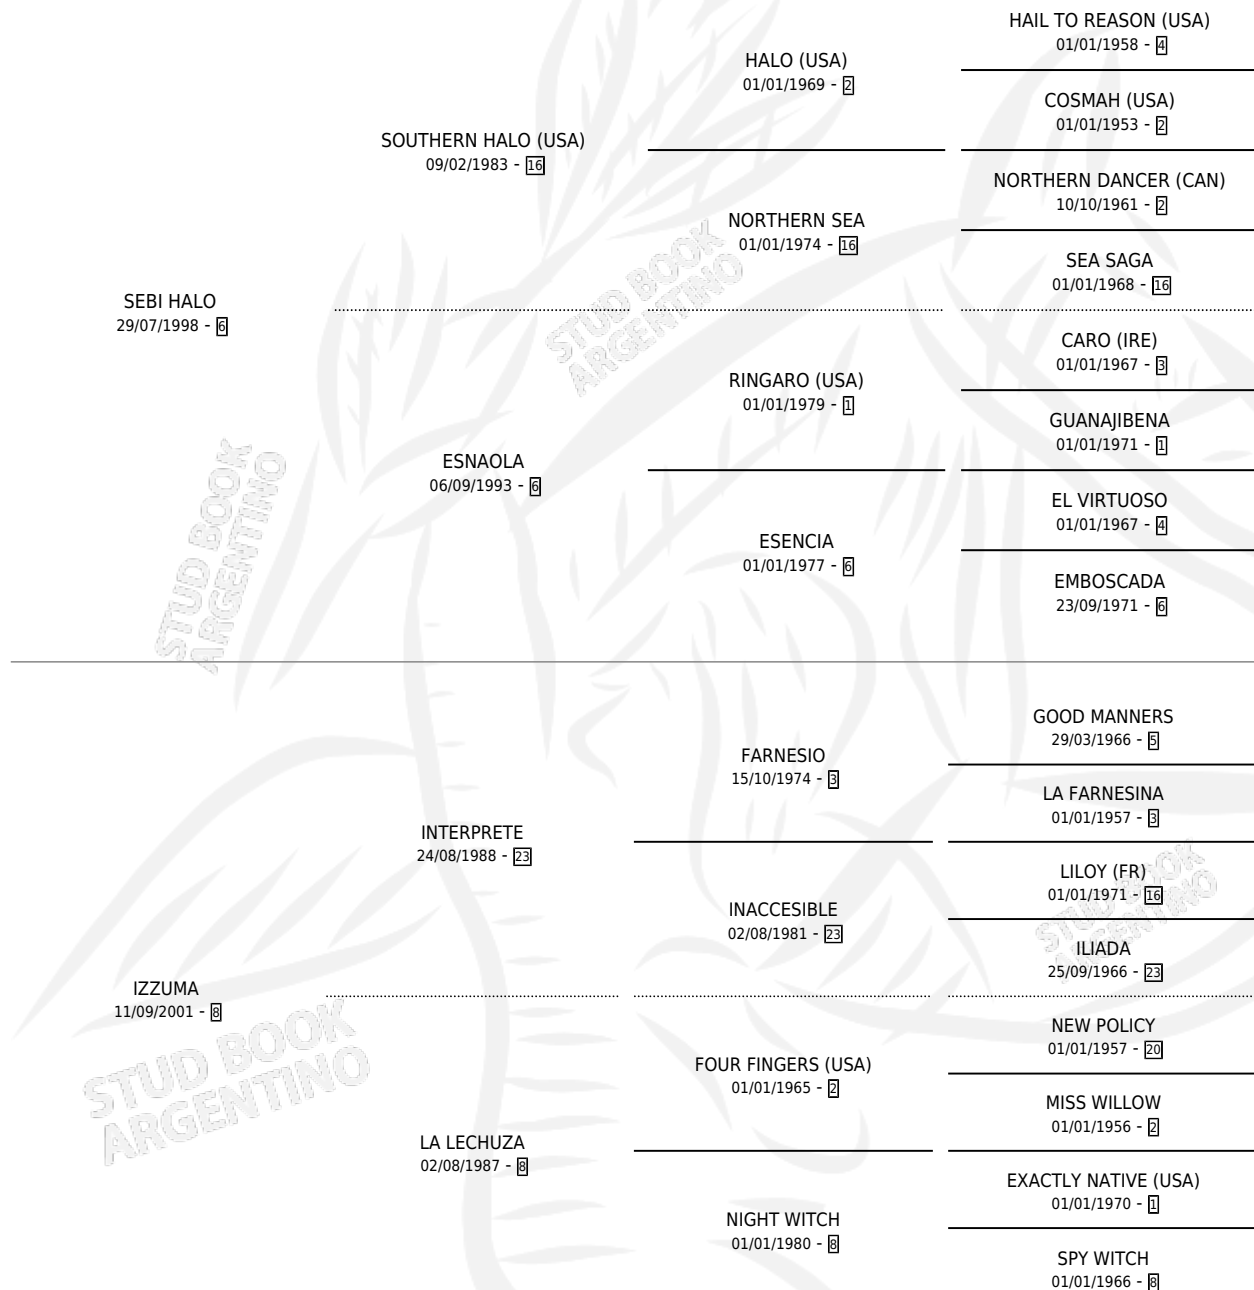 HAIL TO REASON (USA)
01/01/1958 - 4
HALO (USA)
01/01/1969 - 2
COSMAH (USA)
01/01/1953 - 2
SOUTHERN HALO (USA)
09/02/1983 - 16
NORTHERN DANCER (CAN)
10/10/1961 - 2
NORTHERN SEA
01/01/1974 - 16
SEA SAGA
01/01/1968 - 16
SEBI HALO
29/07/1998 - 6
CARO (IRE)
01/01/1967 - 3
RINGARO (USA)
01/01/1979 - 1
GUANAJIBENA
01/01/1971 - 1
ESNAOLA
06/09/1993 - 6
EL VIRTUOSO
01/01/1967 - 4
ESENCIA
01/01/1977 - 6
EMBOSCADA
23/09/1971 - 6
GOOD MANNERS
29/03/1966 - 5
FARNESIO
15/10/1974 - 3
LA FARNESINA
01/01/1957 - 3
INTERPRETE
24/08/1988 - 23
LILOY (FR)
01/01/1971 - 16
INACCESIBLE
02/08/1981 - 23
ILIADA
25/09/1966 - 23
IZZUMA
11/09/2001 - 8
NEW POLICY
01/01/1957 - 20
FOUR FINGERS (USA)
01/01/1965 - 2
MISS WILLOW
01/01/1956 - 2
LA LECHUZA
02/08/1987 - 8
EXACTLY NATIVE (USA)
01/01/1970 - 1
NIGHT WITCH
01/01/1980 - 8
SPY WITCH
01/01/1966 - 8
STUD BOOK
ARGENTINO
STUD BOOK
ARGENTINO
STUD BOOK
ARGENTINO
STUD BOOK
ARGENTINO